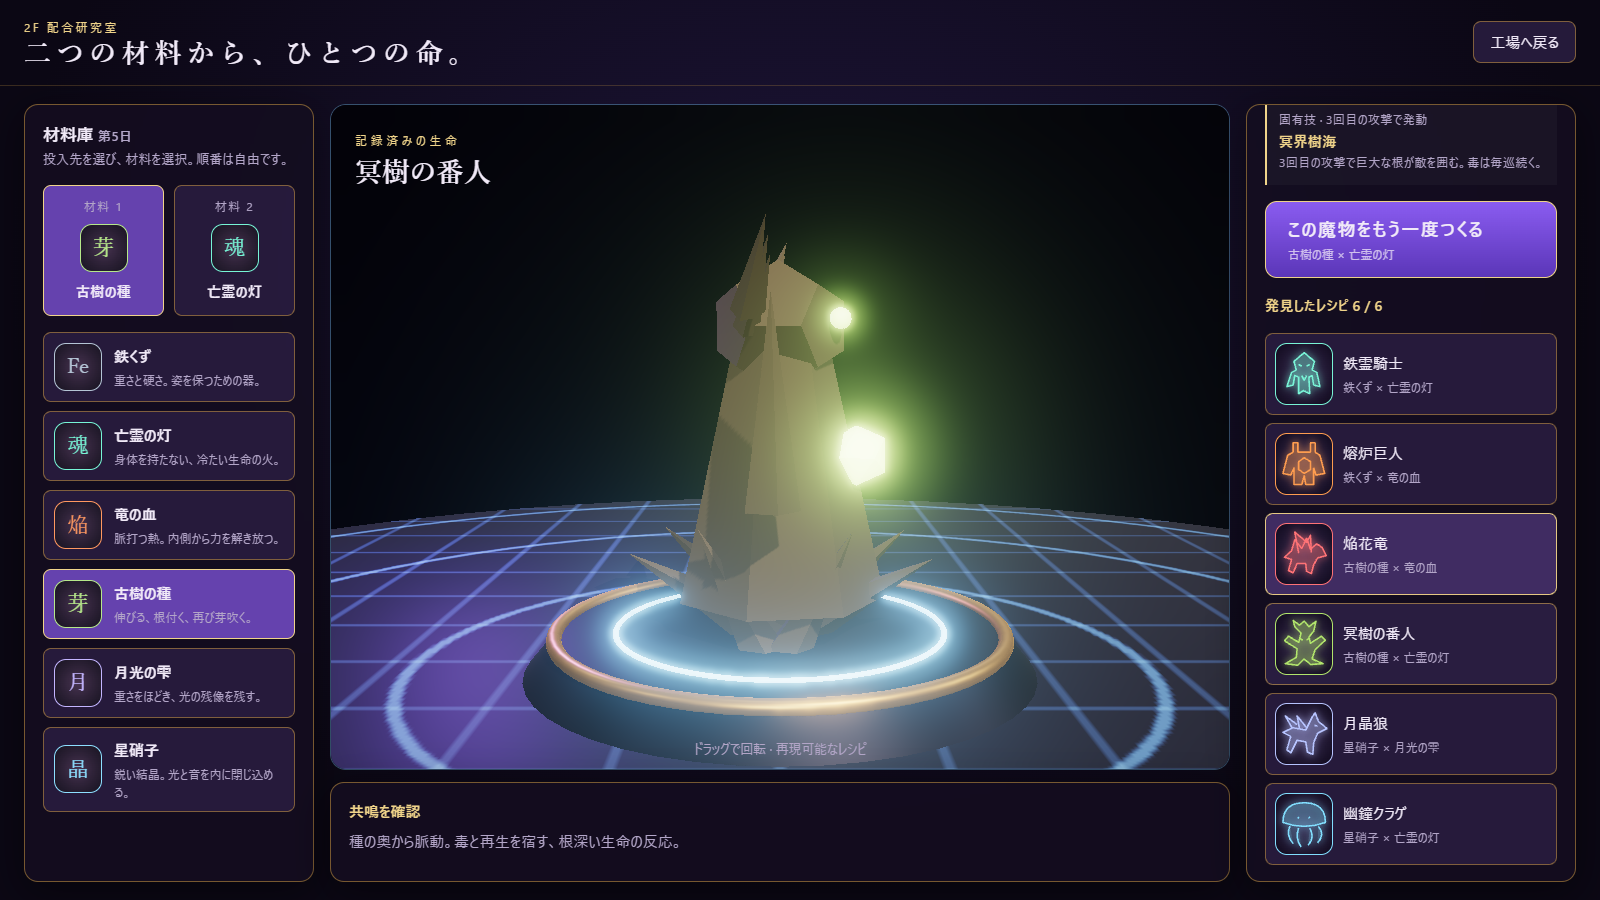 2F 配合研究室
二つの材料から、ひとつの命。
工場へ戻る
材料庫 第5日
投入先を選び、材料を選択。順番は自由です。
材料 1
芽
古樹の種
材料 2
魂
亡霊の灯
Fe
鉄くず
重さと硬さ。姿を保つための器。
魂
亡霊の灯
身体を持たない、冷たい生命の火。
焔
竜の血
脈打つ熱。内側から力を解き放つ。
芽
古樹の種
伸びる、根付く、再び芽吹く。
月
月光の雫
重さをほどき、光の残像を残す。
晶
星硝子
鋭い結晶。光と音を内に閉じ込め
る。
記録済みの生命
冥樹の番人
ドラッグで回転 · 再現可能なレシピ
共鳴を確認
種の奥から脈動。毒と再生を宿す、根深い生命の反応。
固有技 · 3回目の攻撃で発動
冥界樹海
3回目の攻撃で巨大な根が敵を囲む。毒は毎巡続く。
この魔物をもう一度つくる
古樹の種 × 亡霊の灯
発見したレシピ 6 / 6
鉄霊騎士
鉄くず × 亡霊の灯
熔炉巨人
鉄くず × 竜の血
焔花竜
古樹の種 × 竜の血
冥樹の番人
古樹の種 × 亡霊の灯
月晶狼
星硝子 × 月光の雫
幽鐘クラゲ
星硝子 × 亡霊の灯